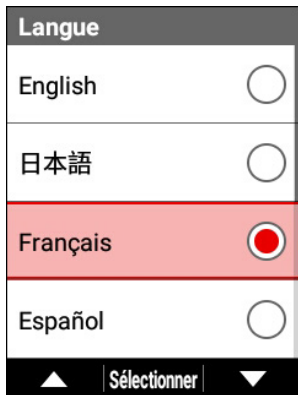 Langue
English
日本語
Français
Español
Sélectionner